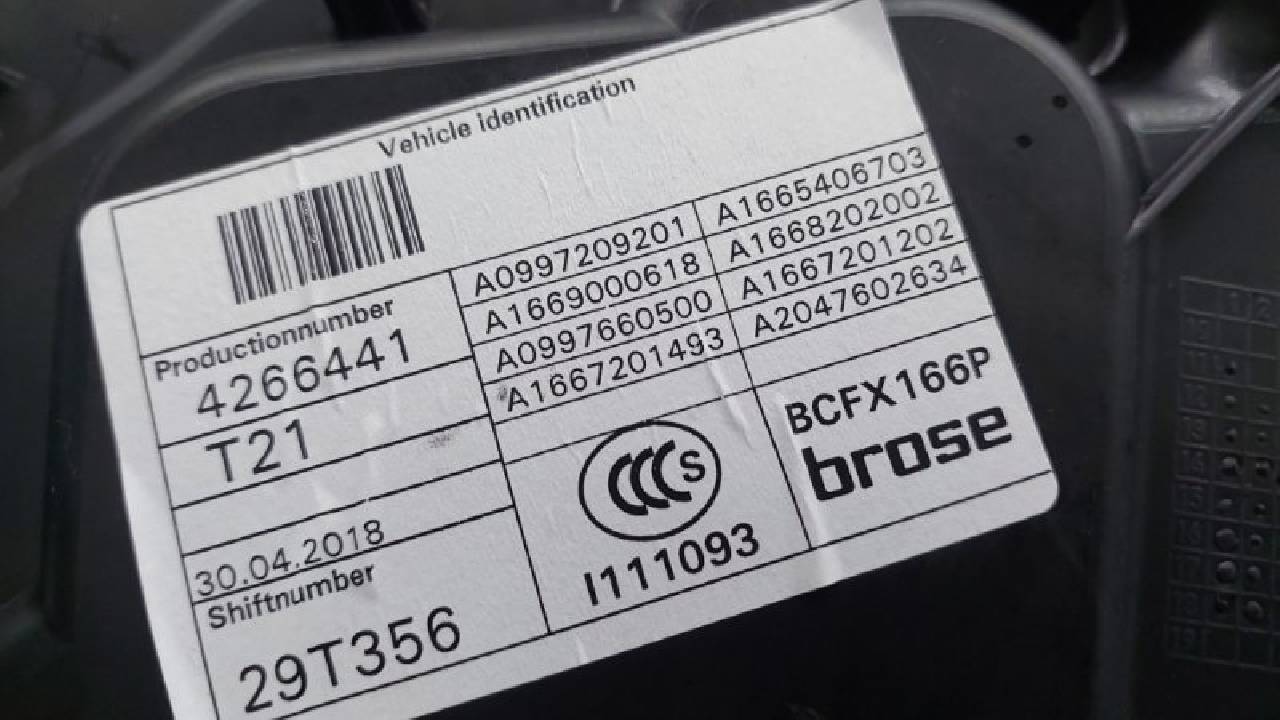 Vehicle identification
Productionnumber
4266441
T21
30.04.2018
Shiftnumber
29T356
A0997209201 A1665406703
A1669000618 A1668202002
A0997660500 A1667201202
A1667201493 A2047602634
CCCS
I111093
BCFX166P
brose